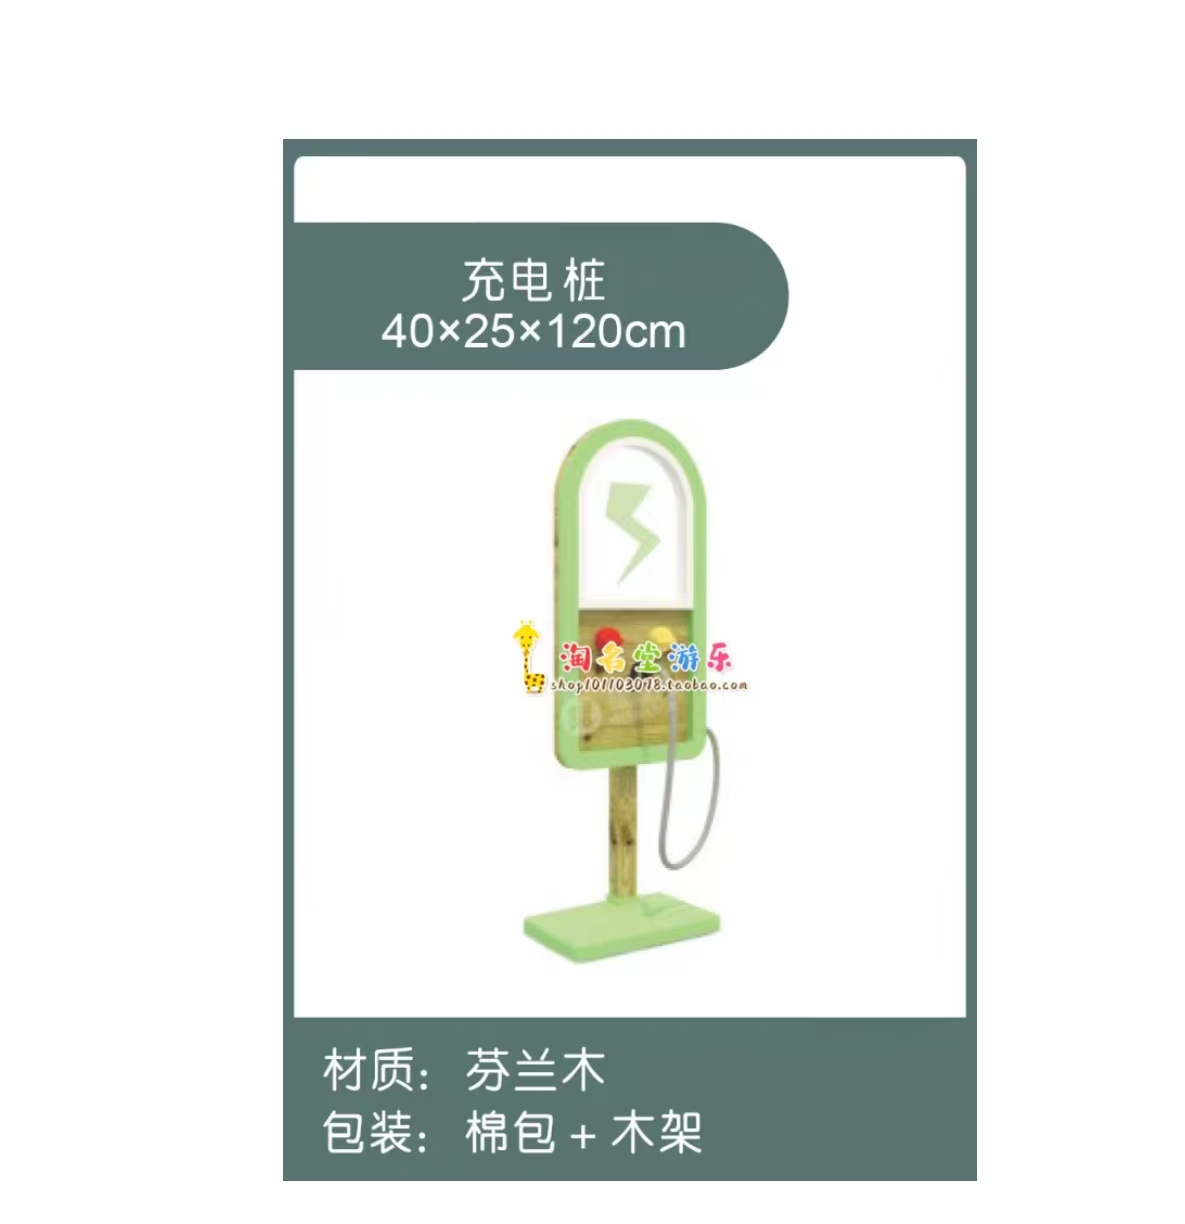 充电桩
40×25×120cm
淘名堂游乐
shop101103078.taobao.com
材质：芬兰木
包装：棉包+木架